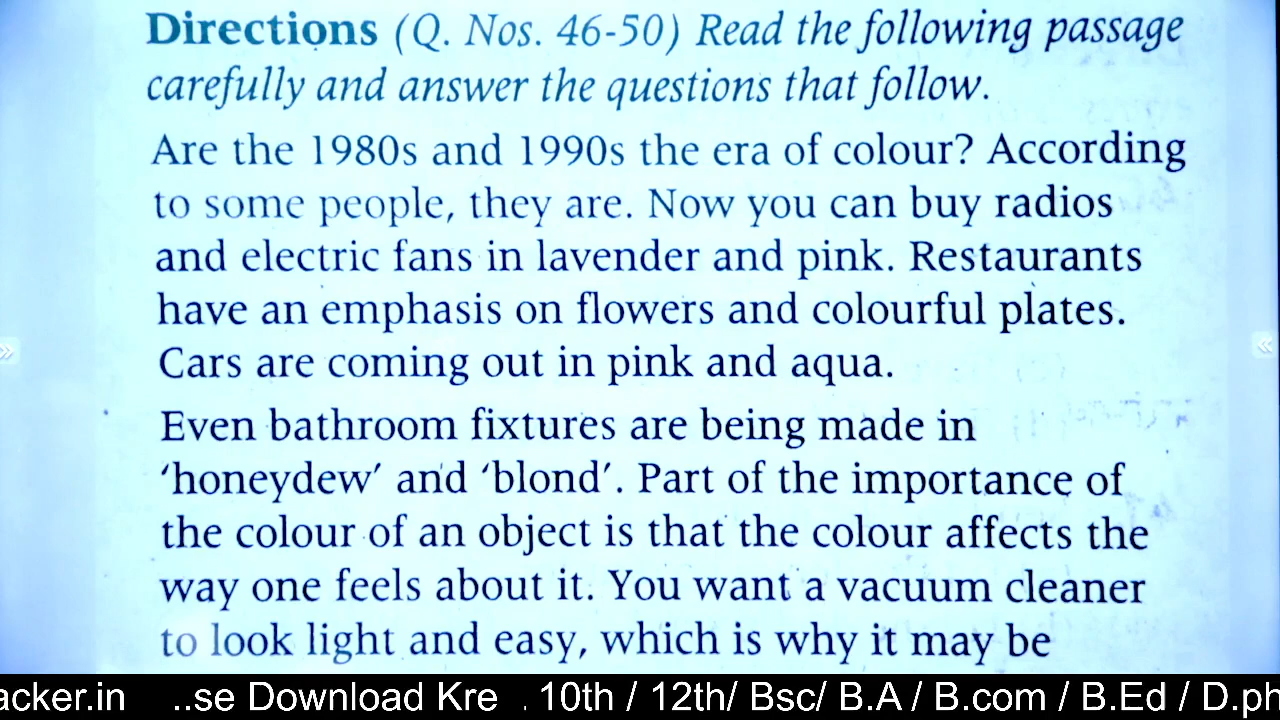 Directions (Q. Nos. 46-50) Read the following passage
carefully and answer the questions that follow.
Are the 1980s and 1990s the era of colour? According
to some people, they are. Now you can buy radios
and electric fans in lavender and pink. Restaurants
have an emphasis on flowers and colourful plates.
Cars are coming out in pink and aqua.
Even bathroom fixtures are being made in
‘honeydew’ and ‘blond’. Part of the importance of
the colour of an object is that the colour affects the
way one feels about it. You want a vacuum cleaner
to look light and easy, which is why it may be
acker.in ..se Download Kre . 10th / 12th/ Bsc/ B.A / B.com / B.Ed / D.ph